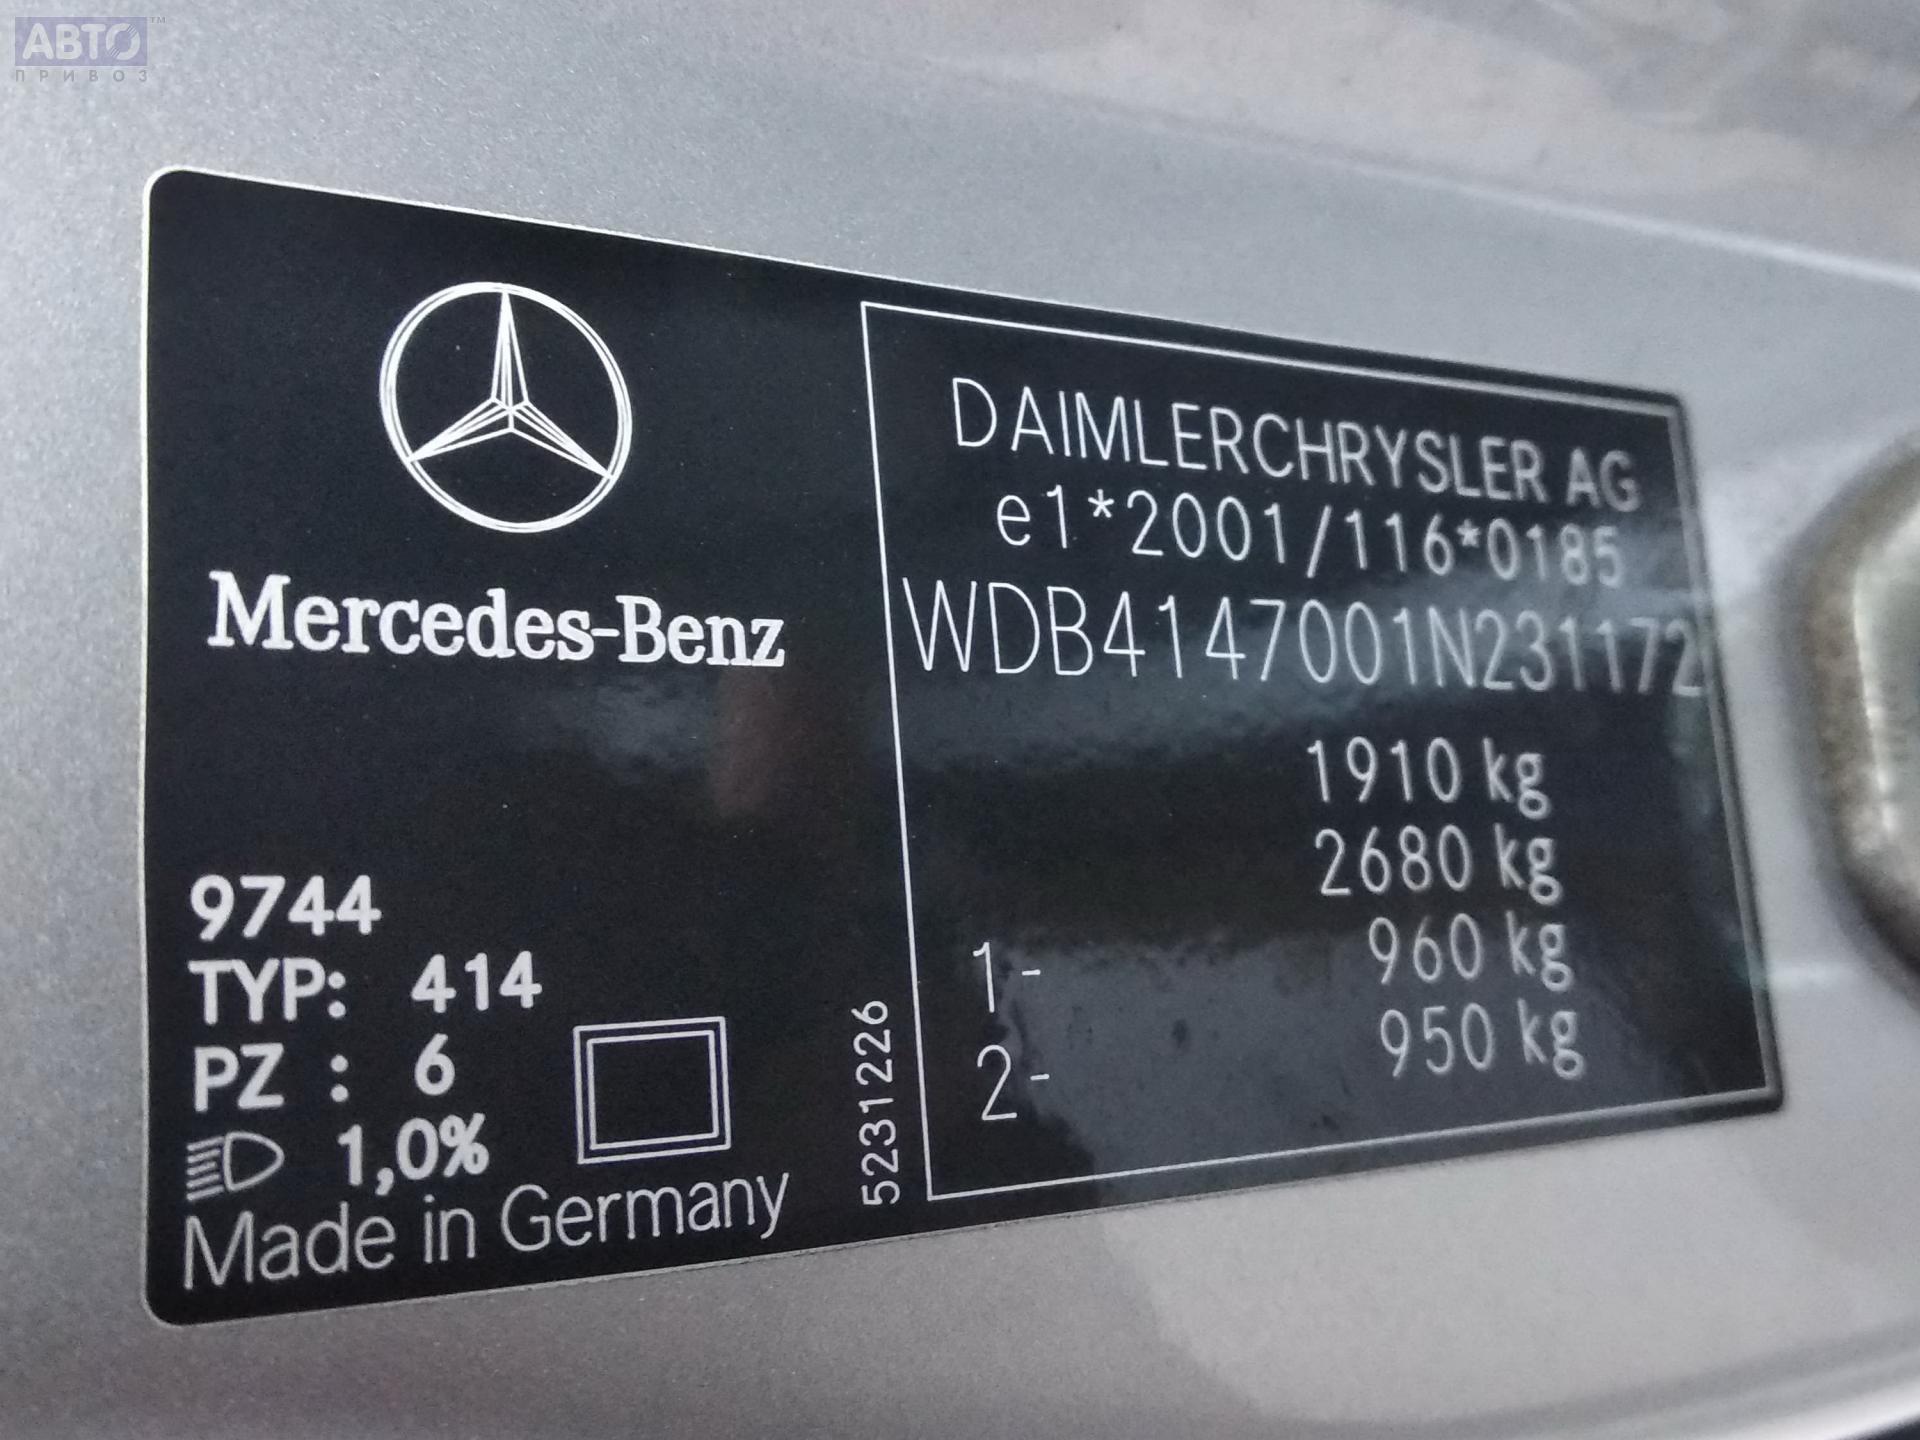 АВТО™
ПРИВОЗ
Mercedes-Benz
9744
TYP: 414
PZ : 6
1,0%
Made in Germany
5231226
DAIMLERCHRYSLER AG
e1*2001/116*0185
WDB4147001N231172
1910 kg
2680 kg
1- 960 kg
2- 950 kg